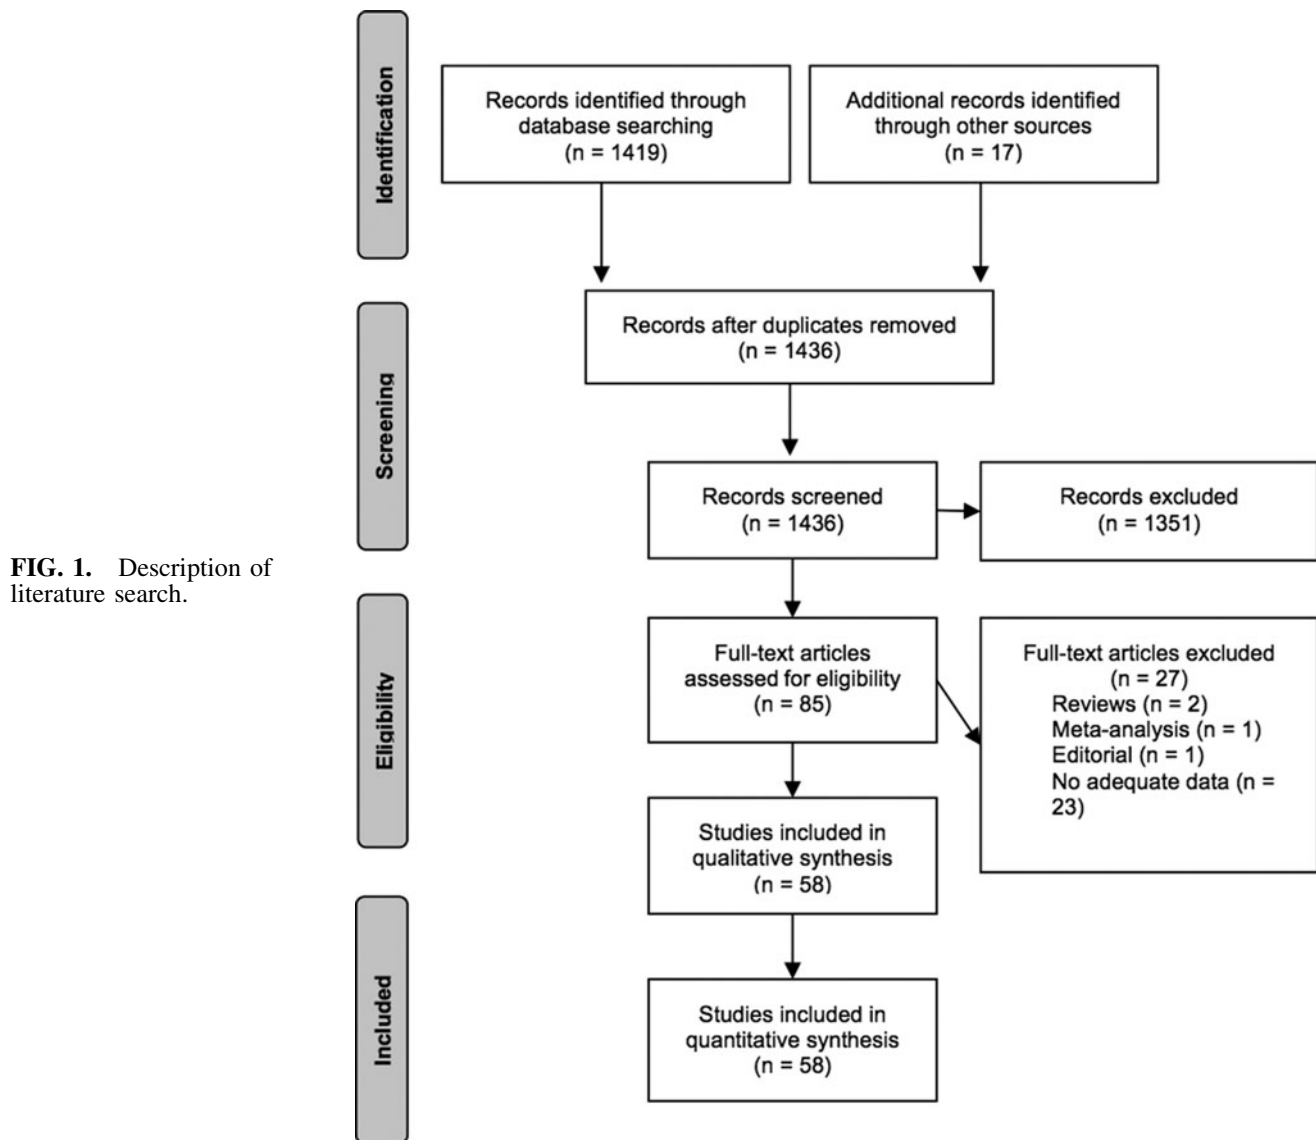 Identification
Records identified through
database searching
(n = 1419)
Additional records identified
through other sources
(n = 17)
Screening
Records after duplicates removed
(n = 1436)
Records screened
(n = 1436)
Records excluded
(n = 1351)
FIG. 1. Description of
literature search.
Eligibility
Full-text articles
assessed for eligibility
(n = 85)
Full-text articles excluded
(n = 27)
Reviews (n = 2)
Meta-analysis (n = 1)
Editorial (n = 1)
No adequate data (n =
23)
Studies included in
qualitative synthesis
(n = 58)
Included
Studies included in
quantitative synthesis
(n = 58)